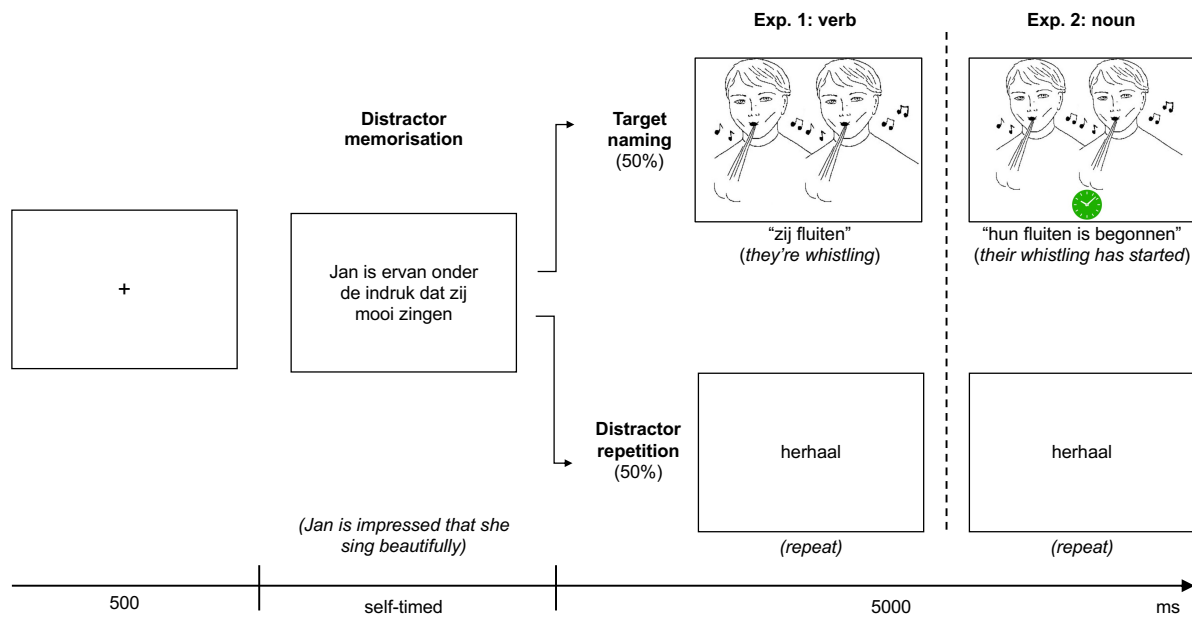 Exp. 1: verb
Exp. 2: noun
Distractor
memorisation
Target
naming
(50%)
+
Jan is ervan onder
de indruk dat zij
mooi zingen
“zij fluiten”
(they’re whistling)
“hun fluiten is begonnen”
(their whistling has started)
Distractor
repetition
(50%)
herhaal
herhaal
(Jan is impressed that she
sing beautifully)
(repeat)
(repeat)
500
self-timed
5000
ms